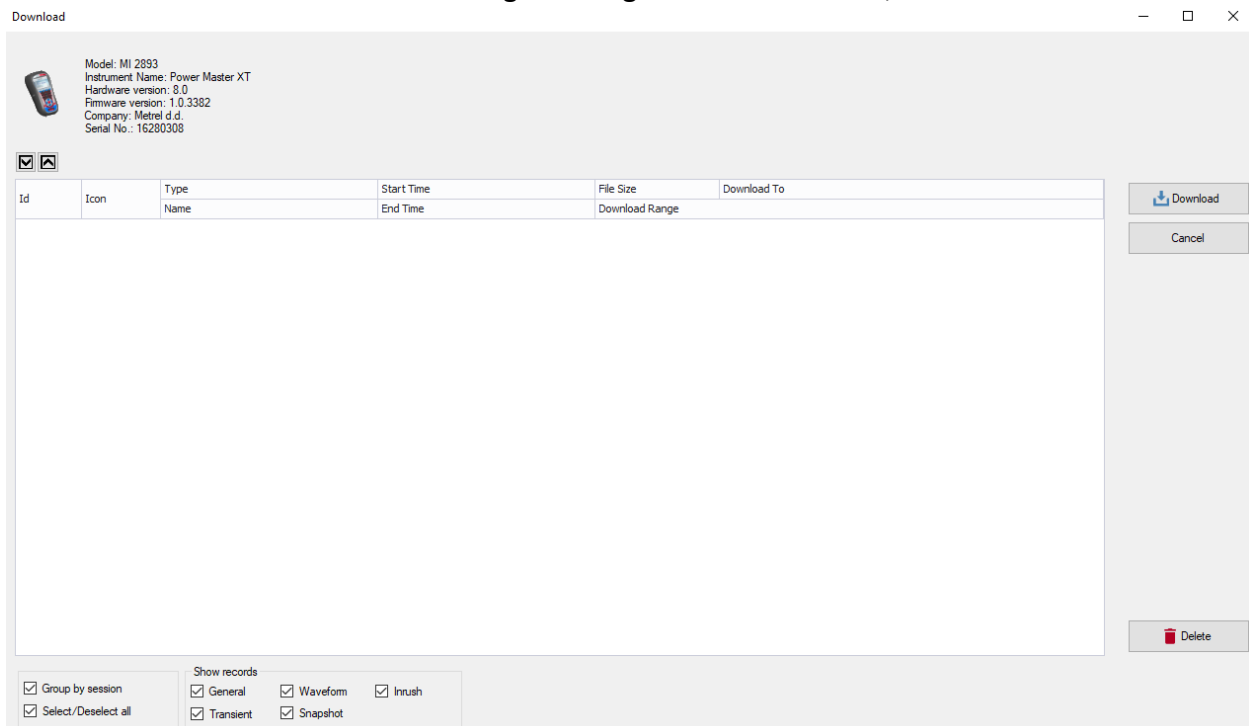 Download
Model: MI 2893
Instrument Name: Power Master XT
Hardware version: 8.0
Firmware version: 1.0.3382
Company: Metrel d.d.
Serial No.: 16280308
Id Icon Type Start Time File Size Download To
Name End Time Download Range
Download
Cancel
Delete
Show records
Group by session General Waveform Inrush
Select/Deselect all Transient Snapshot